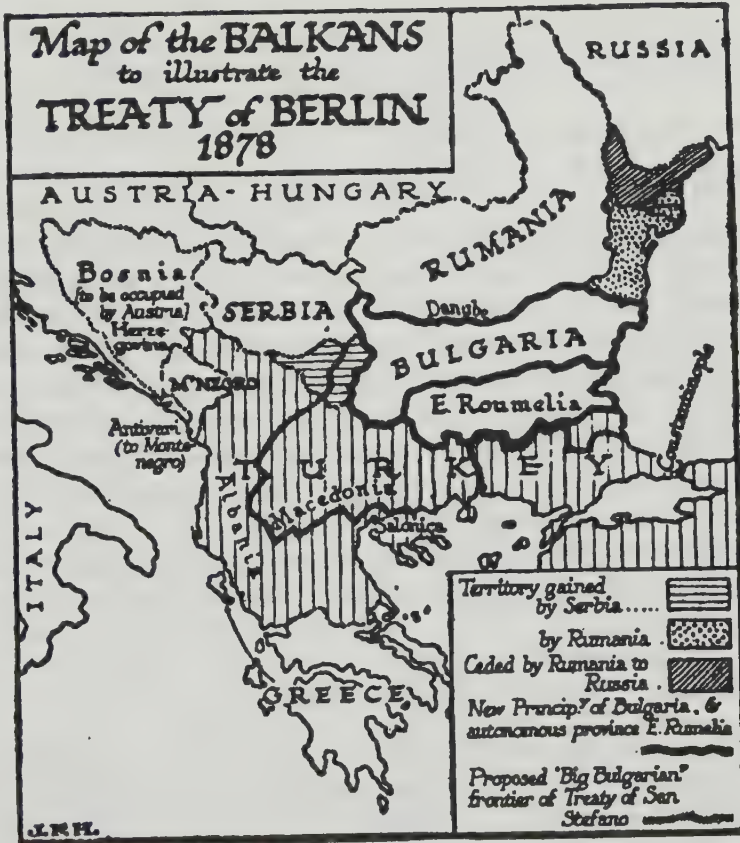 Map of the BALKANS
to illustrate the
TREATY of BERLIN
1878
RUSSIA
AUSTRIA-HUNGARY
RUMANIA
Bosnia
[to be occupied
by Austria]
Herze-
govina
SERBIA
Danube
BULGARIA
MTNEGRO
E. Roumelia
Constantinople
Antivari
(to Monte-
negro)
TURKEY
Albania
Macedonia
Salonica
ITALY
GREECE
Territory gained
by Serbia.....
by Rumania.
Ceded by Rumania to
Russia.
New Princip.y of Bulgaria, &
autonomous province E. Rumelia
Proposed "Big Bulgarian"
frontier of Treaty of San
Stefano
J.F.H.